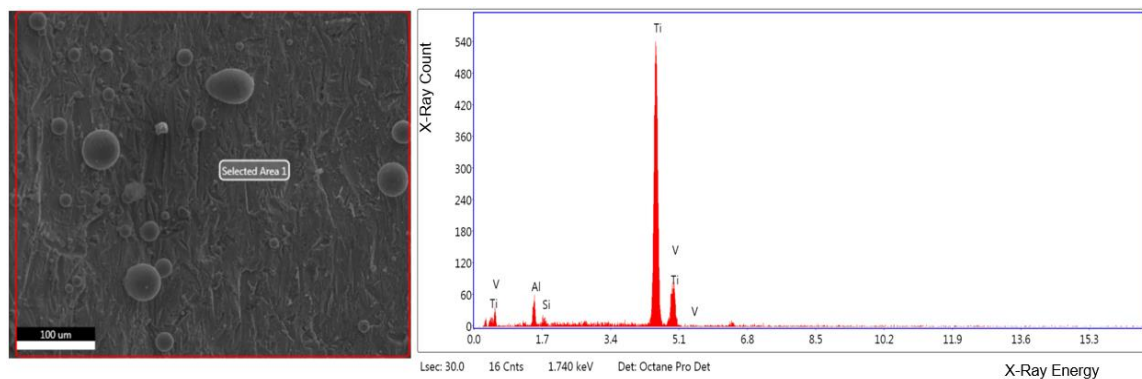 Selected Area 1
100 um
X-Ray Count
540
480
420
360
300
240
180
120
60
0
Ti
V
Ti
V
V
Ti
Al
Si
0.0 1.7 3.4 5.1 6.8 8.5 10.2 11.9 13.6 15.3
Lsec: 30.0 16 Cnts 1.740 keV Det: Octane Pro Det
X-Ray Energy